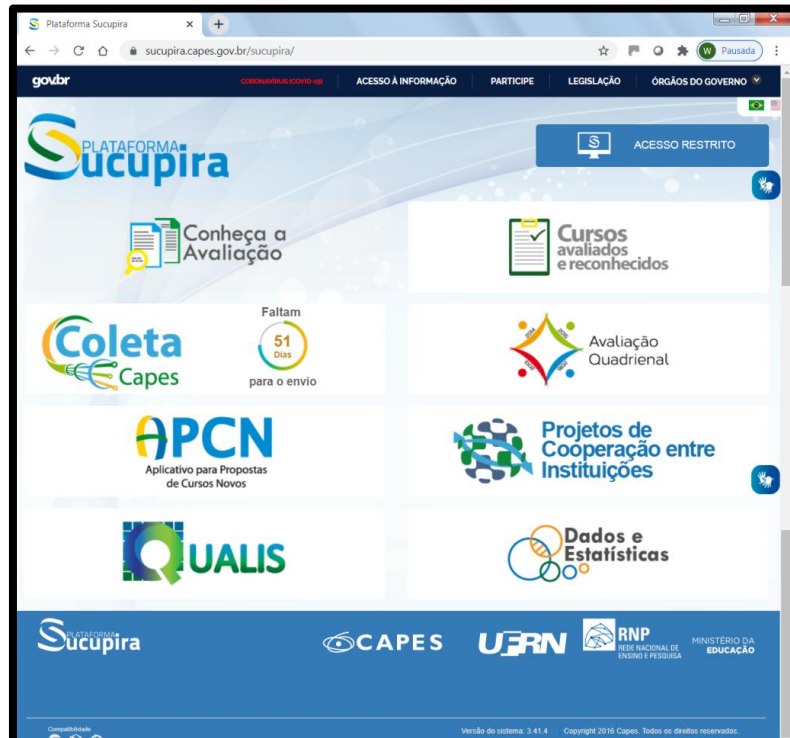 Plataforma Sucupira
sucupira.capes.gov.br/sucupira/
W Pausada
gov.br
CORONAVÍRUS (COVID-19)
ACESSO À INFORMAÇÃO
PARTICIPE
LEGISLAÇÃO
ÓRGÃOS DO GOVERNO
PLATAFORMA
Sucupira
S
ACESSO RESTRITO
Conheça a
Avaliação
Cursos
avaliados
e reconhecidos
Coleta
Capes
Faltam
51
Dias
para o envio
Avaliação
Quadrienal
APCN
Aplicativo para Propostas
de Cursos Novos
Projetos de
Cooperação entre
Instituições
QUALIS
Dados e
Estatísticas
PLATAFORMA
Sucupira
CAPES
UFRN
RNP
REDE NACIONAL DE
ENSINO E PESQUISA
MINISTÉRIO DA
EDUCAÇÃO
Compatibilidade
Versão do sistema: 3.41.4
Copyright 2016 Capes. Todos os direitos reservados.